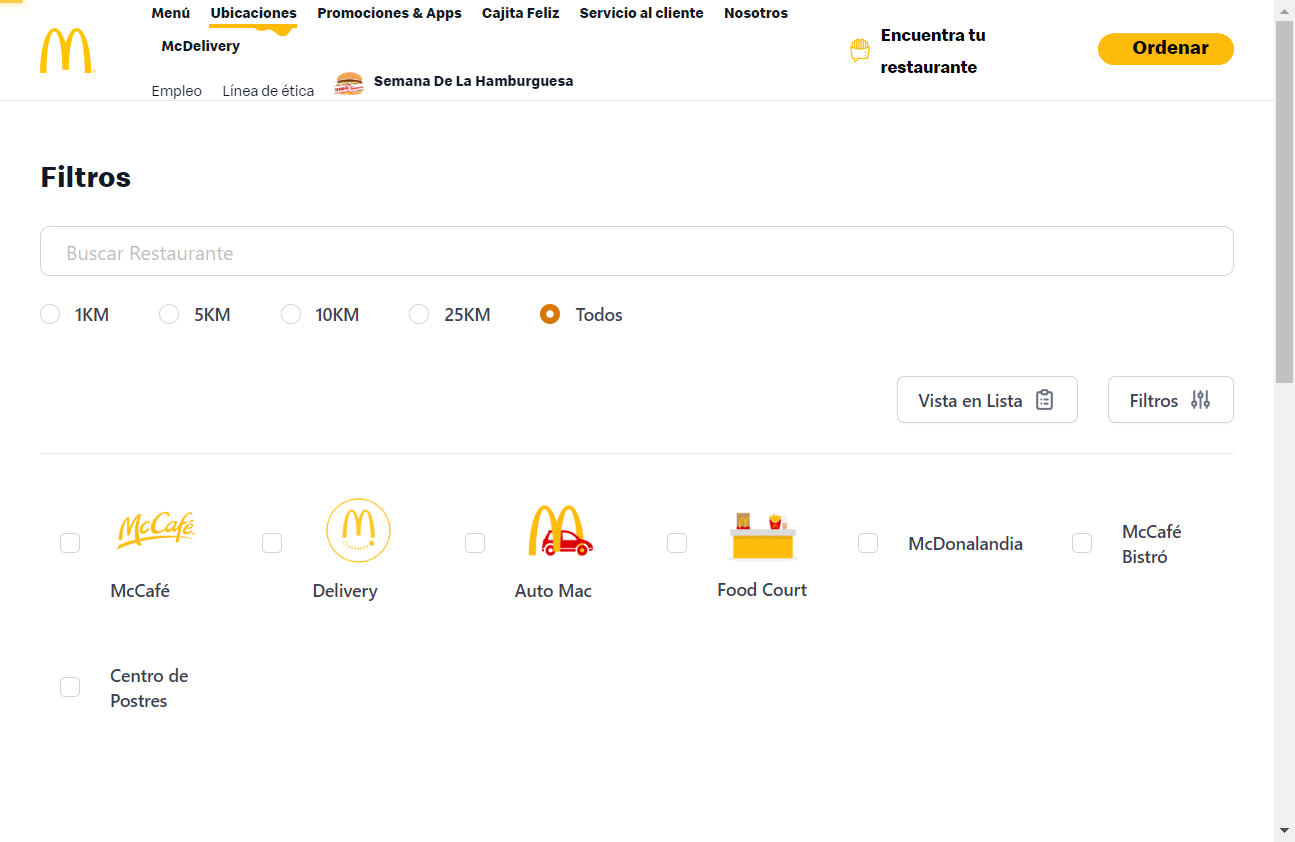 Menú Ubicaciones Promociones & Apps Cajita Feliz Servicio al cliente Nosotros
McDelivery
Empleo Línea de ética Semana De La Hamburguesa
Encuentra tu
restaurante
Ordenar
Filtros
Buscar Restaurante
1KM 5KM 10KM 25KM Todos
Vista en Lista Filtros
McCafé
McCafé Delivery Auto Mac Food Court McDonalandia McCafé
Bistró
Centro de
Postres